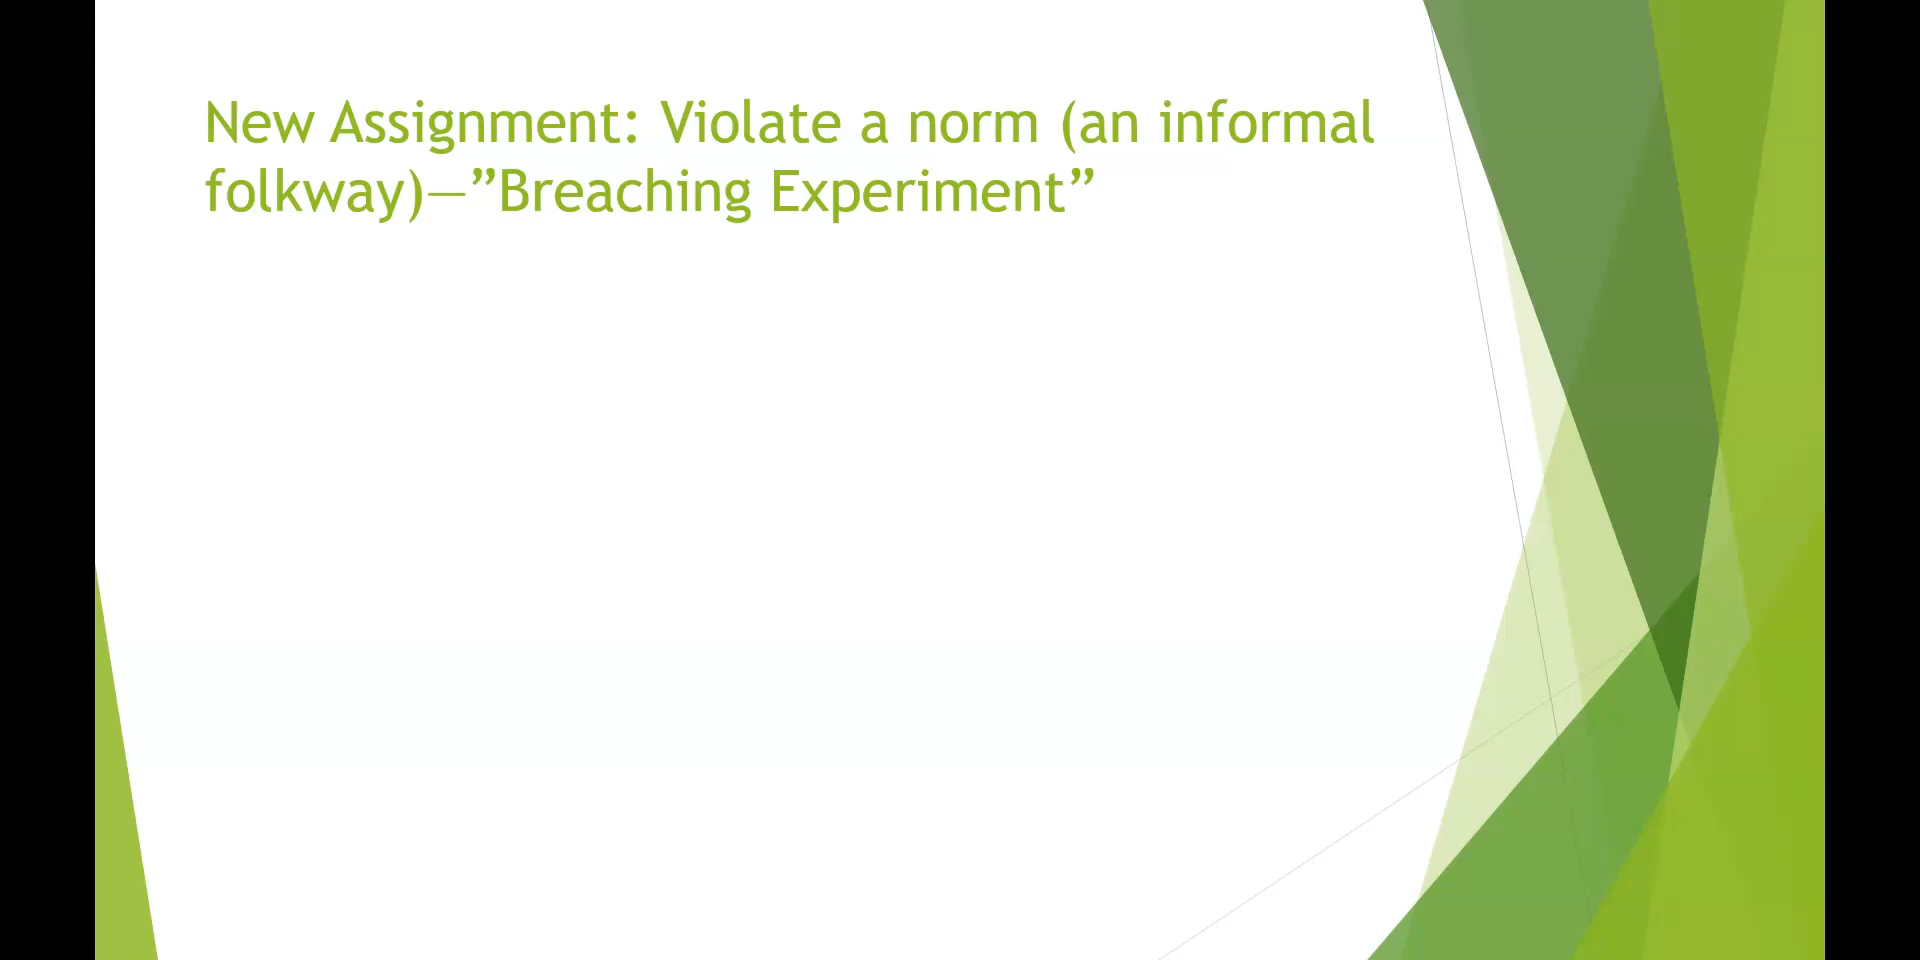 New Assignment: Violate a norm (an informal
folkway)—”Breaching Experiment”